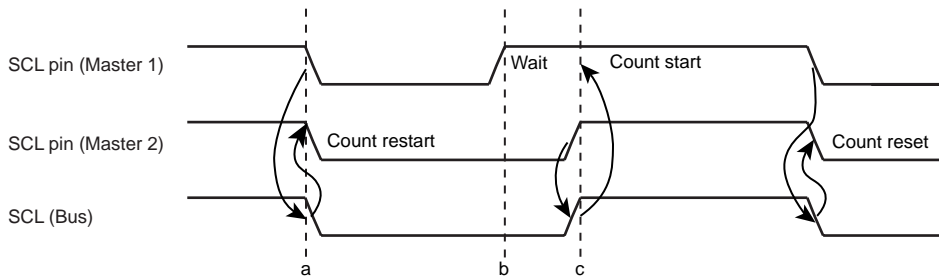 SCL pin (Master 1)
Wait
Count start
SCL pin (Master 2)
Count restart
Count reset
SCL (Bus)
a
b
c